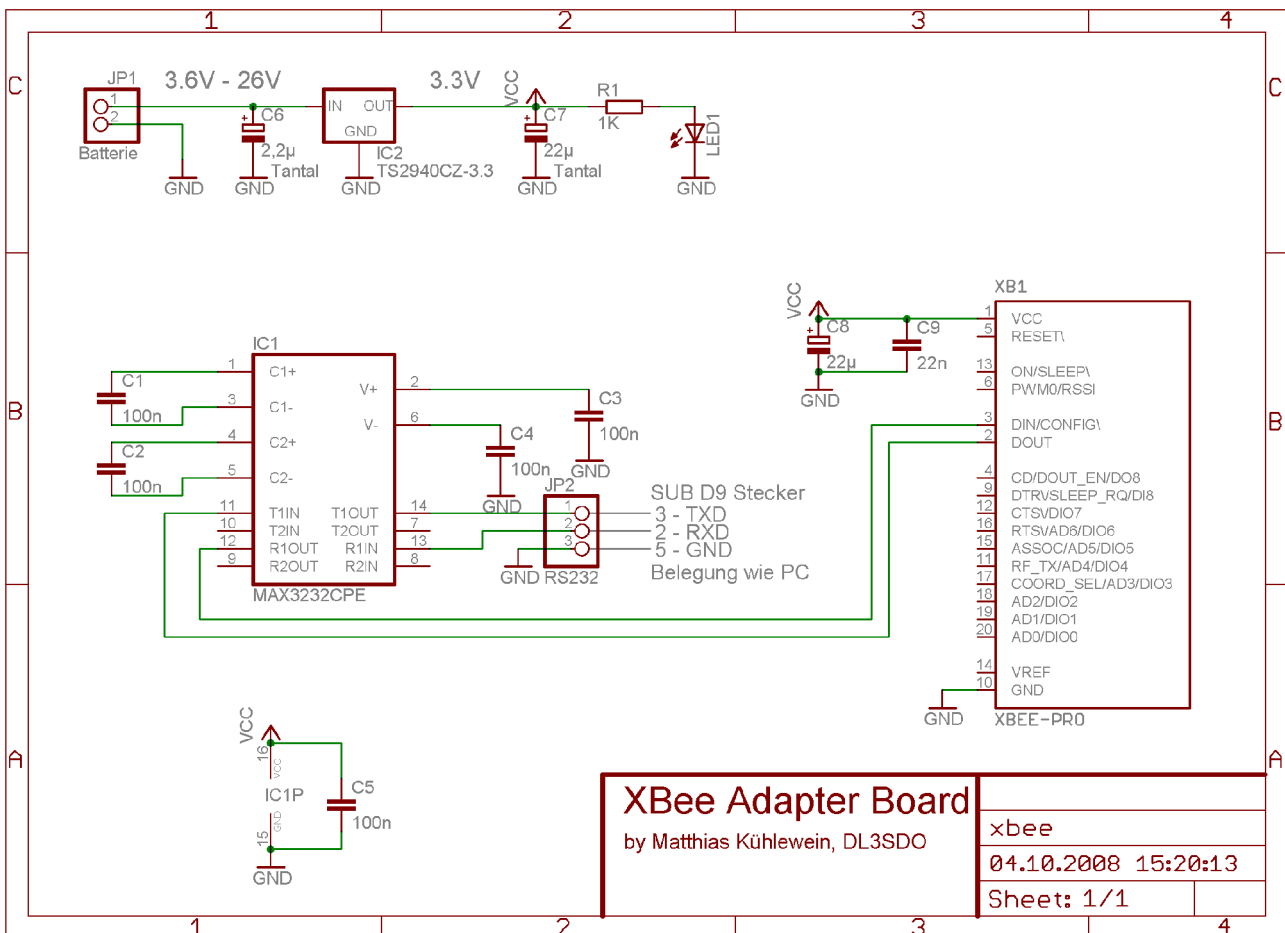 1 2 3 4
C
C
JP1
1
2
Batterie
3.6V - 26V
C6
+
2,2µ
Tantal
IN OUT
GND
IC2
TS2940CZ-3.3
3.3V
VCC
C7
+
22µ
Tantal
R1
1K
LED1
GND GND GND GND GND
B
B
C1
100n
C2
100n
IC1
1 C1+
3 C1-
4 C2+
5 C2-
11 T1IN
10 T2IN
12 R1OUT
9 R2OUT
V+ 2
V- 6
T1OUT 14
T2OUT 7
R1IN 13
R2IN 8
MAX3232CPE
C3
100n
GND
C4
100n
GND
JP2
1
2
3
GND RS232
SUB D9 Stecker
3 - TXD
2 - RXD
5 - GND
Belegung wie PC
VCC
C8
+
22µ
C9
22n
GND
XB1
1 VCC
5 RESET\
13 ON/SLEEP\
6 PWM0/RSSI
3 DIN/CONFIG\
2 DOUT
4 CD/DOUT_EN/DO8
9 DTR\/SLEEP_RQ/DI8
12 CTS\/DIO7
16 RTS\/AD6/DIO6
15 ASSOC/AD5/DIO5
11 RF_TX/AD4/DIO4
17 COORD_SEL/AD3/DIO3
18 AD2/DIO2
19 AD1/DIO1
20 AD0/DIO0
14 VREF
10 GND
GND
XBEE-PRO
A
A
VCC
16
VCC
IC1P
GND
15
GND
C5
100n
XBee Adapter Board
by Matthias Kühlewein, DL3SDO
xbee
04.10.2008 15:20:13
Sheet: 1/1
1 2 3 4